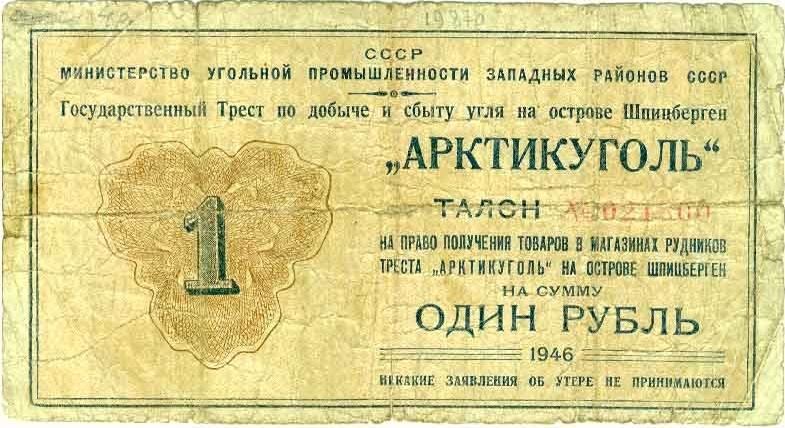 СССР
МИНИСТЕРСТВО УГОЛЬНОЙ ПРОМЫШЛЕННОСТИ ЗАПАДНЫХ РАЙОНОВ СССР
Государственный Трест по добыче и сбыту угля на острове Шпицберген
„АРКТИКУГОЛЬ“
1
ТАЛОН №
НА ПРАВО ПОЛУЧЕНИЯ ТОВАРОВ В МАГАЗИНАХ РУДНИКОВ
ТРЕСТА „АРКТИКУГОЛЬ“ НА ОСТРОВЕ ШПИЦБЕРГЕН
НА СУММУ
ОДИН РУБЛЬ
1946
НИКАКИЕ ЗАЯВЛЕНИЯ ОБ УТЕРЕ НЕ ПРИНИМАЮТСЯ